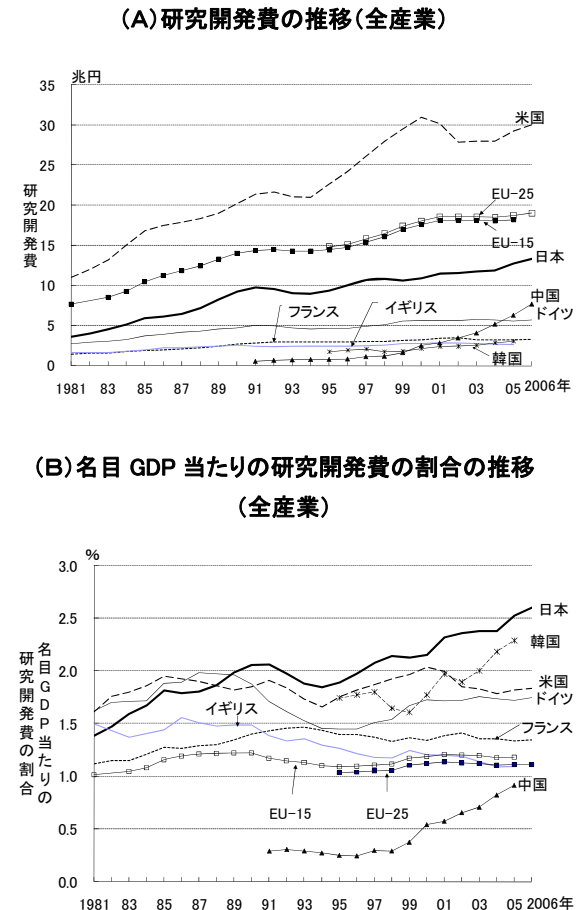 （A）研究開発費の推移（全産業）
兆円
35
30
25
20
15
10
5
0
研究開発費
米国
EU-25
EU-15
日本
中国
ドイツ
フランス
イギリス
韓国
1981 83 85 87 89 91 93 95 97 99 01 03 05 2006年
（B）名目 GDP 当たりの研究開発費の割合の推移
（全産業）
%
3.0
2.5
2.0
1.5
1.0
0.5
0.0
名目GDP当たりの
研究開発費の割合
日本
韓国
米国
ドイツ
イギリス
フランス
中国
EU-15
EU-25
1981 83 85 87 89 91 93 95 97 99 01 03 05 2006年